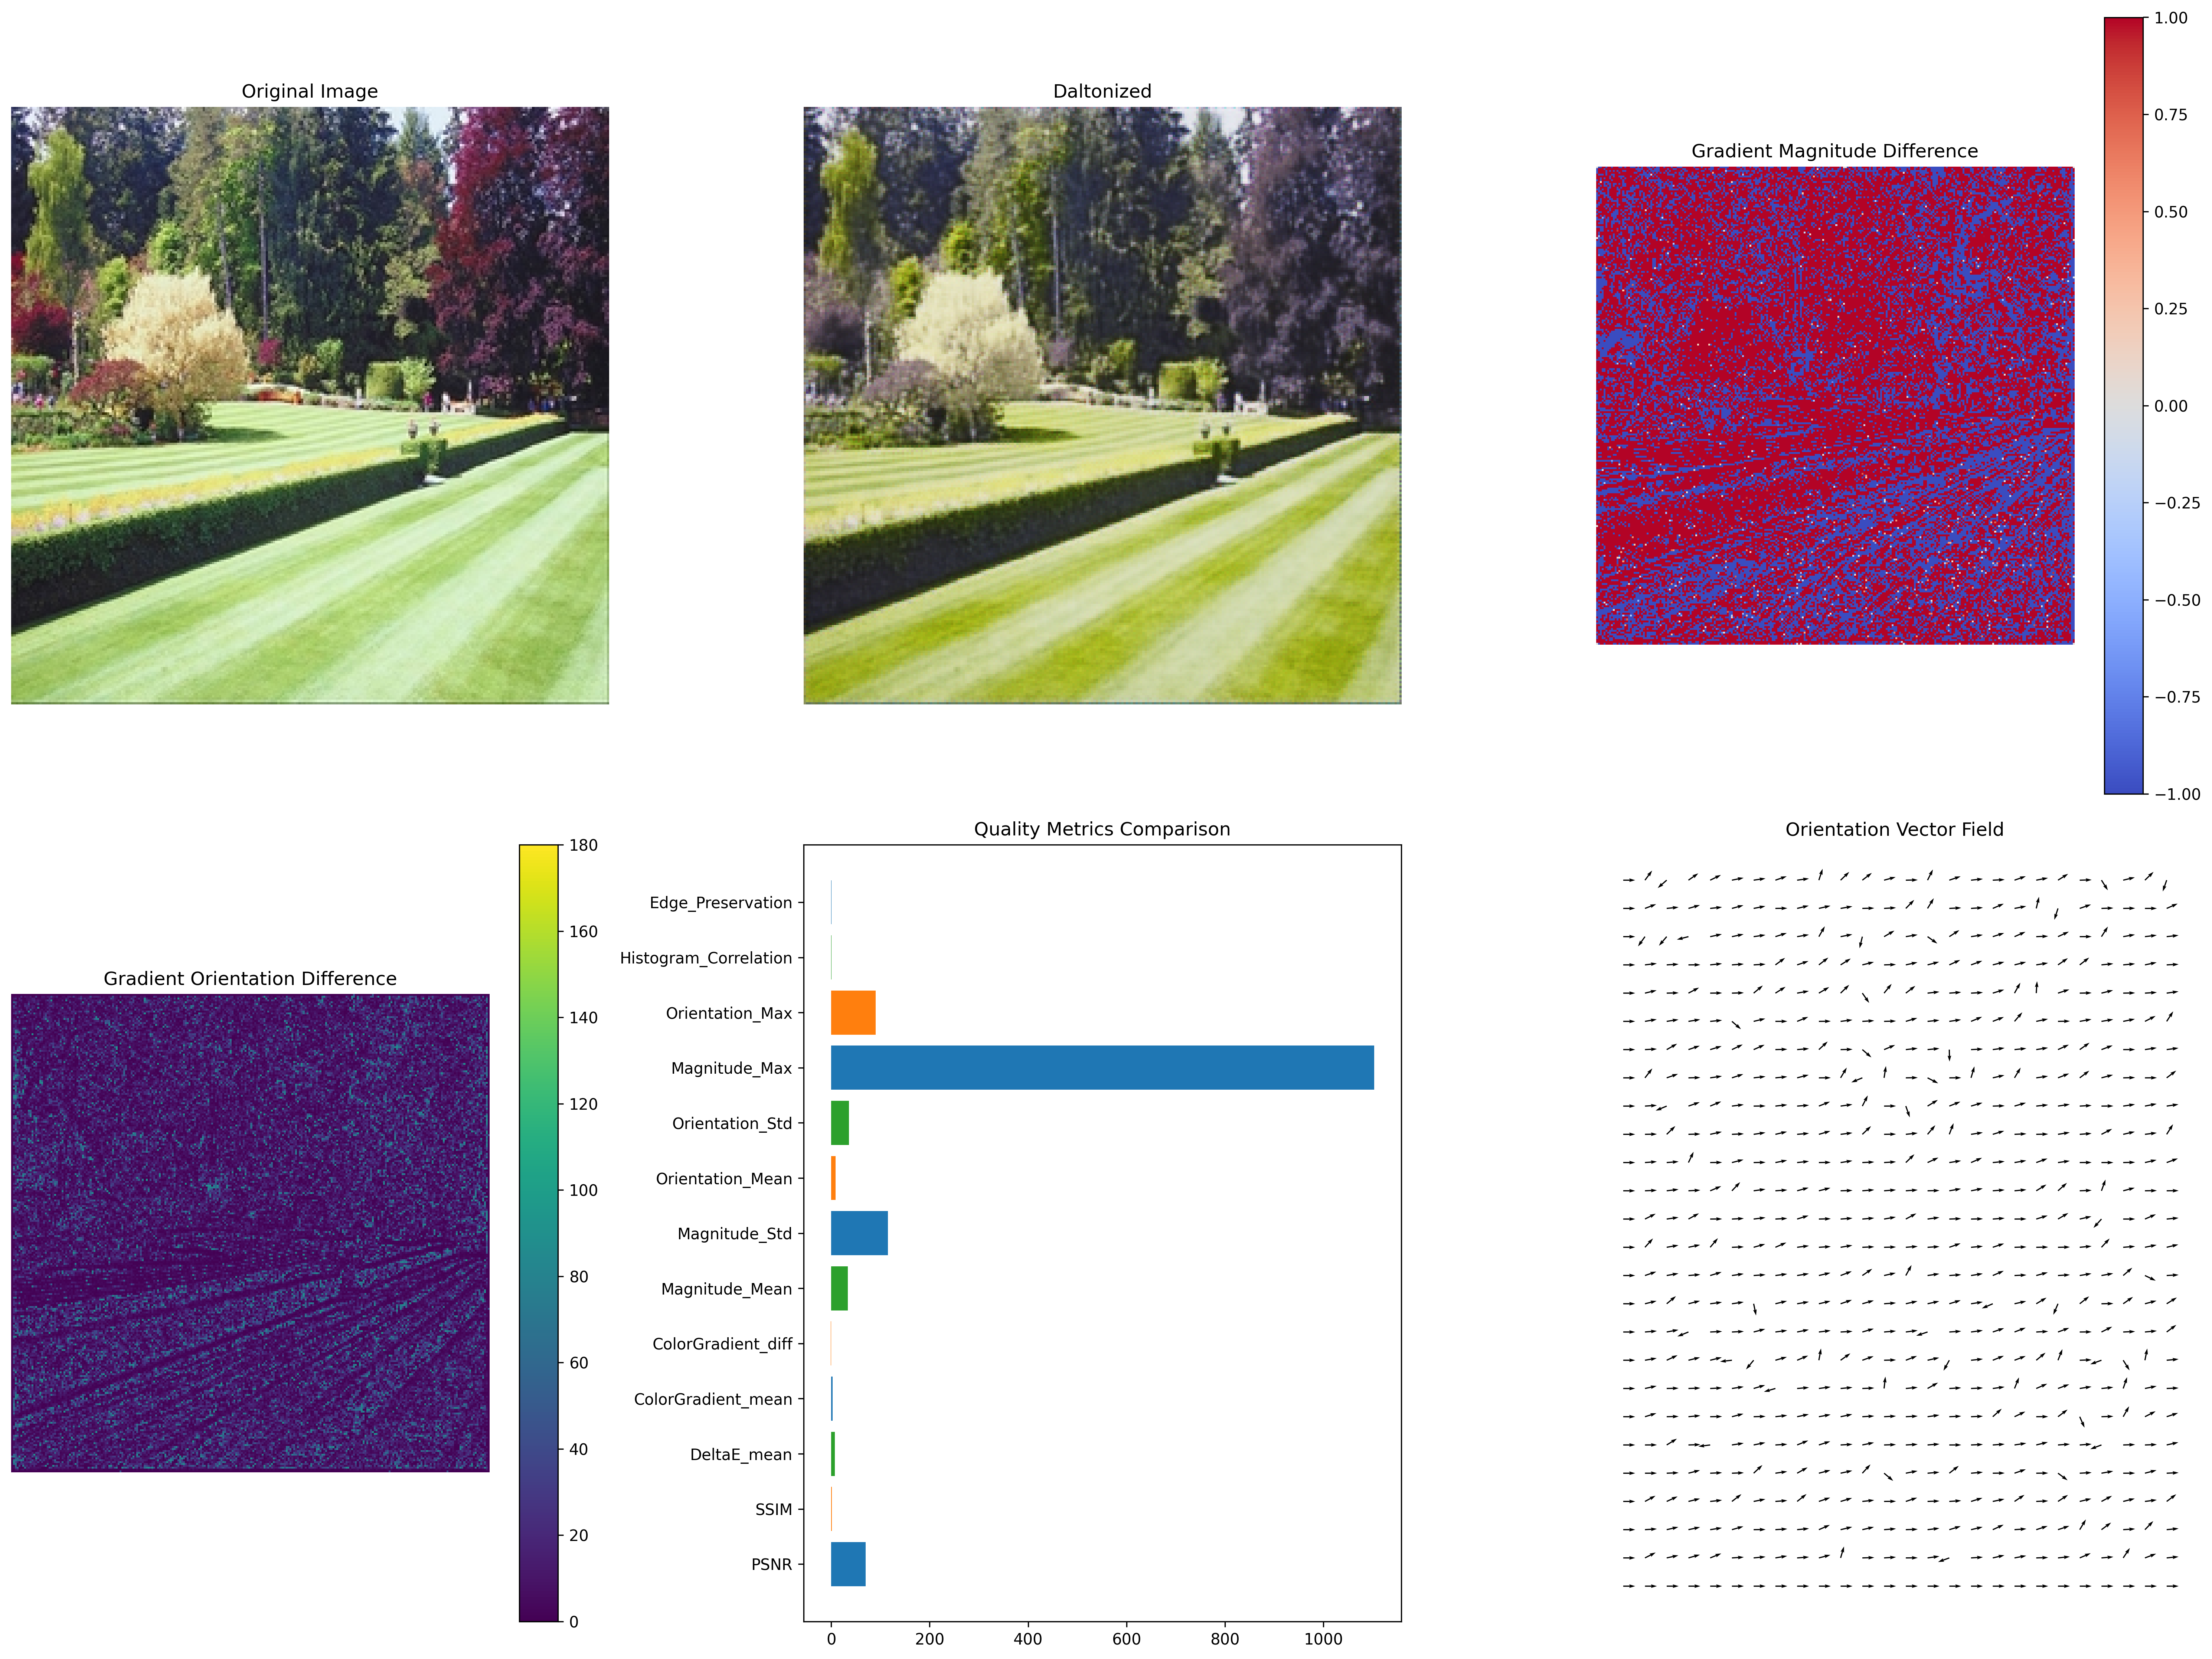 Original Image
Daltonized
Gradient Magnitude Difference
1.00
0.75
0.50
0.25
0.00
−0.25
−0.50
−0.75
−1.00
Gradient Orientation Difference
180
160
140
120
100
80
60
40
20
0
Quality Metrics Comparison
Edge_Preservation
Histogram_Correlation
Orientation_Max
Magnitude_Max
Orientation_Std
Orientation_Mean
Magnitude_Std
Magnitude_Mean
ColorGradient_diff
ColorGradient_mean
DeltaE_mean
SSIM
PSNR
0 200 400 600 800 1000
Orientation Vector Field